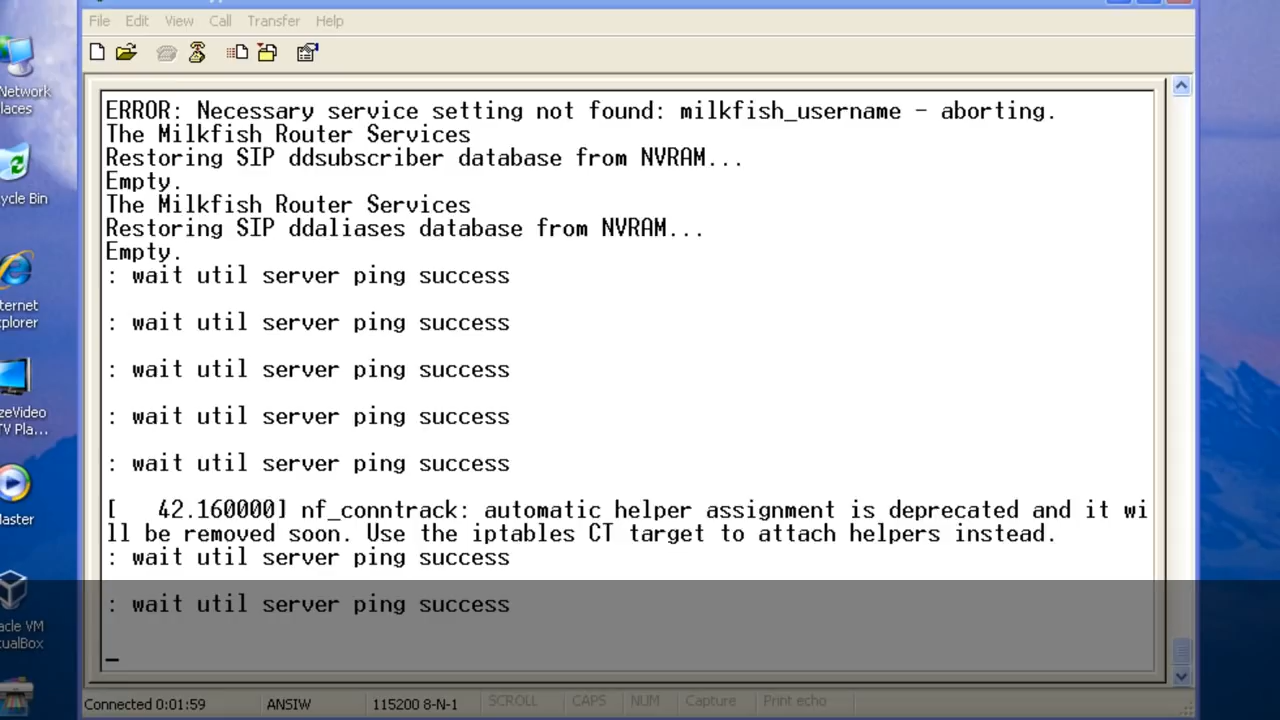 File Edit View Call Transfer Help
ERROR: Necessary service setting not found: milkfish_username - aborting.
The Milkfish Router Services
Restoring SIP ddsubscriber database from NVRAM...
Empty.
The Milkfish Router Services
Restoring SIP ddaliases database from NVRAM...
Empty.
: wait util server ping success
: wait util server ping success
: wait util server ping success
: wait util server ping success
: wait util server ping success
[   42.160000] nf_conntrack: automatic helper assignment is deprecated and it wi
ll be removed soon. Use the iptables CT target to attach helpers instead.
: wait util server ping success
: wait util server ping success
Connected 0:01:59 ANSIW 115200 8-N-1 SCROLL CAPS NUM Capture Print echo
Network
laces
ycle Bin
ternet
xplorer
zeVideo
TV Pla...
laster
acle VM
tualBox